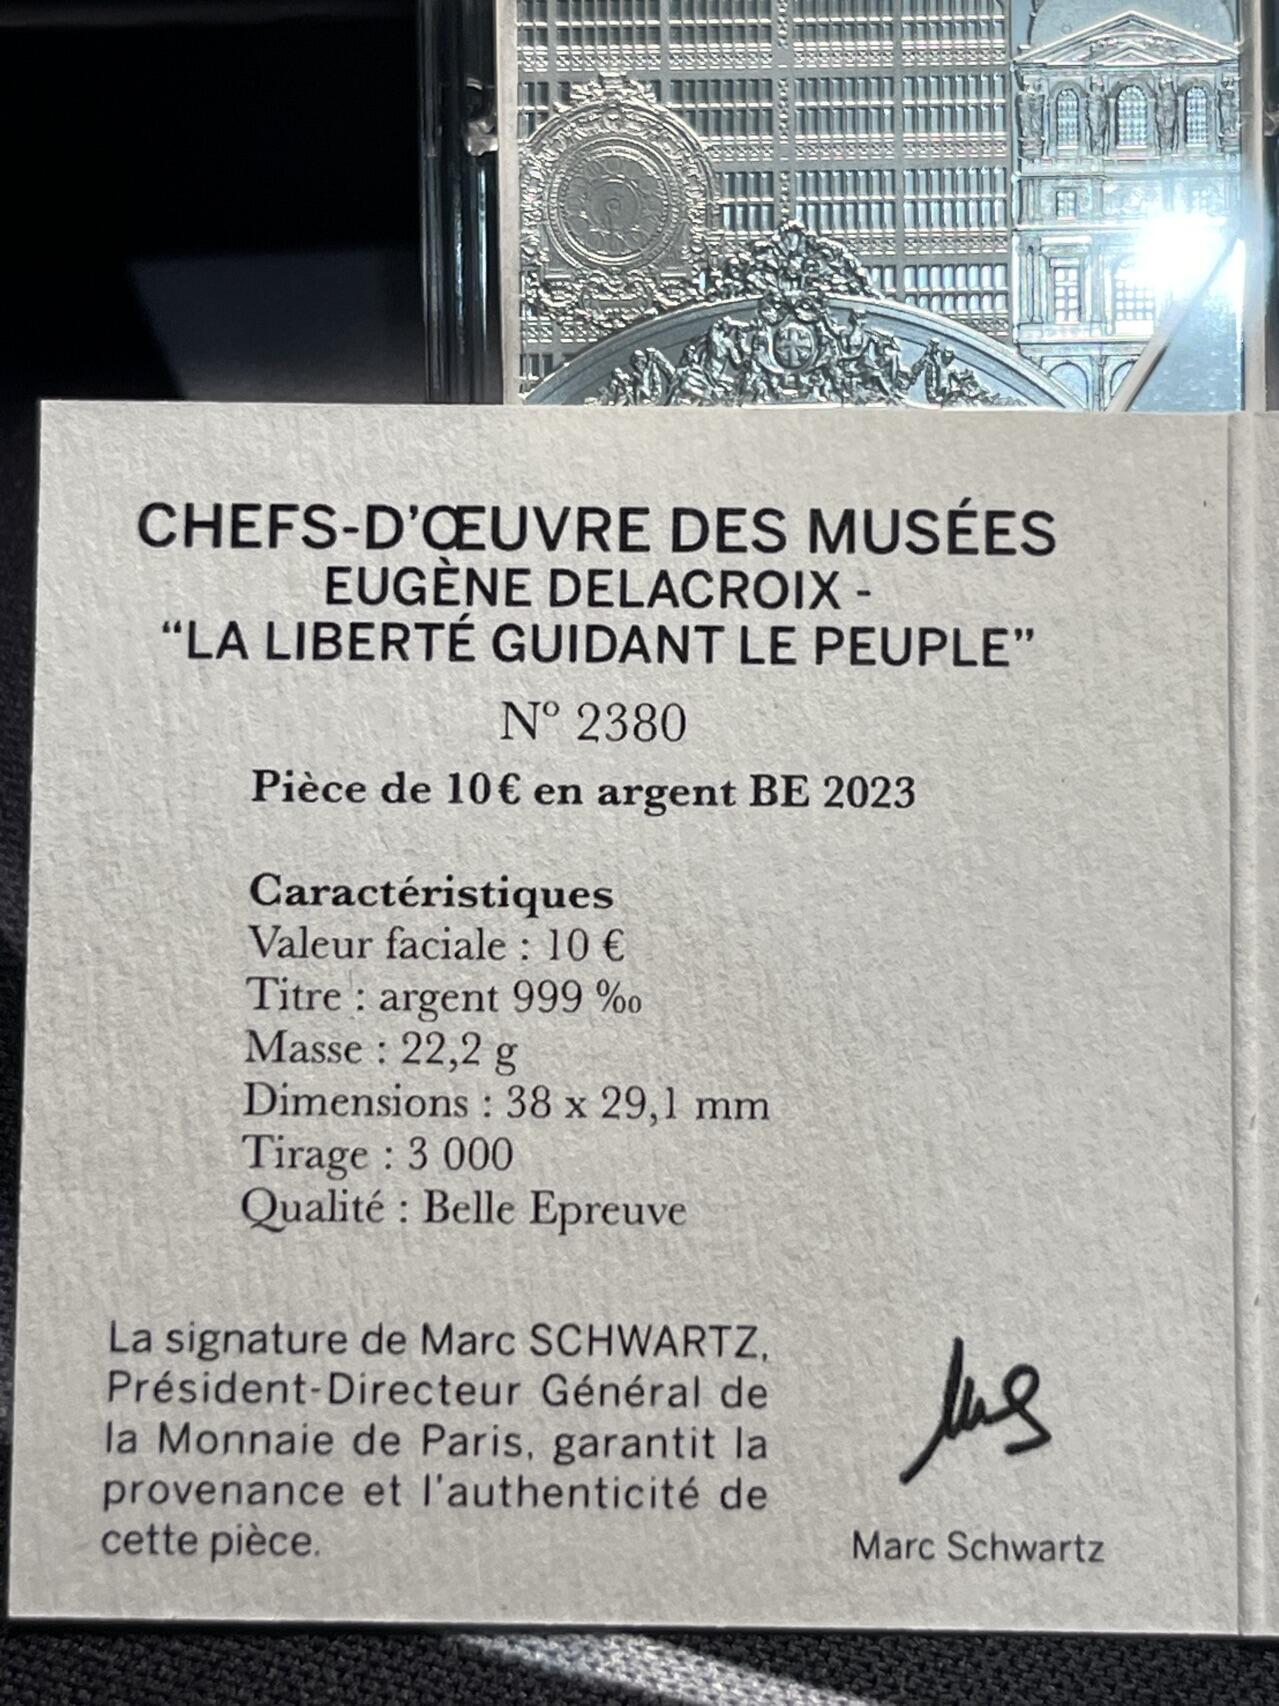 CHEFS-D'ŒUVRE DES MUSÉES
EUGÈNE DELACROIX -
“LA LIBERTÉ GUIDANT LE PEUPLE”
Nº 2380
Pièce de 10 € en argent BE 2023
Caractéristiques
Valeur faciale : 10 €
Titre : argent 999 ‰
Masse : 22,2 g
Dimensions : 38 x 29,1 mm
Tirage : 3 000
Qualité : Belle Epreuve
La signature de Marc SCHWARTZ,
Président-Directeur Général de
la Monnaie de Paris, garantit la
provenance et l'authenticité de
cette pièce.
Marc Schwartz